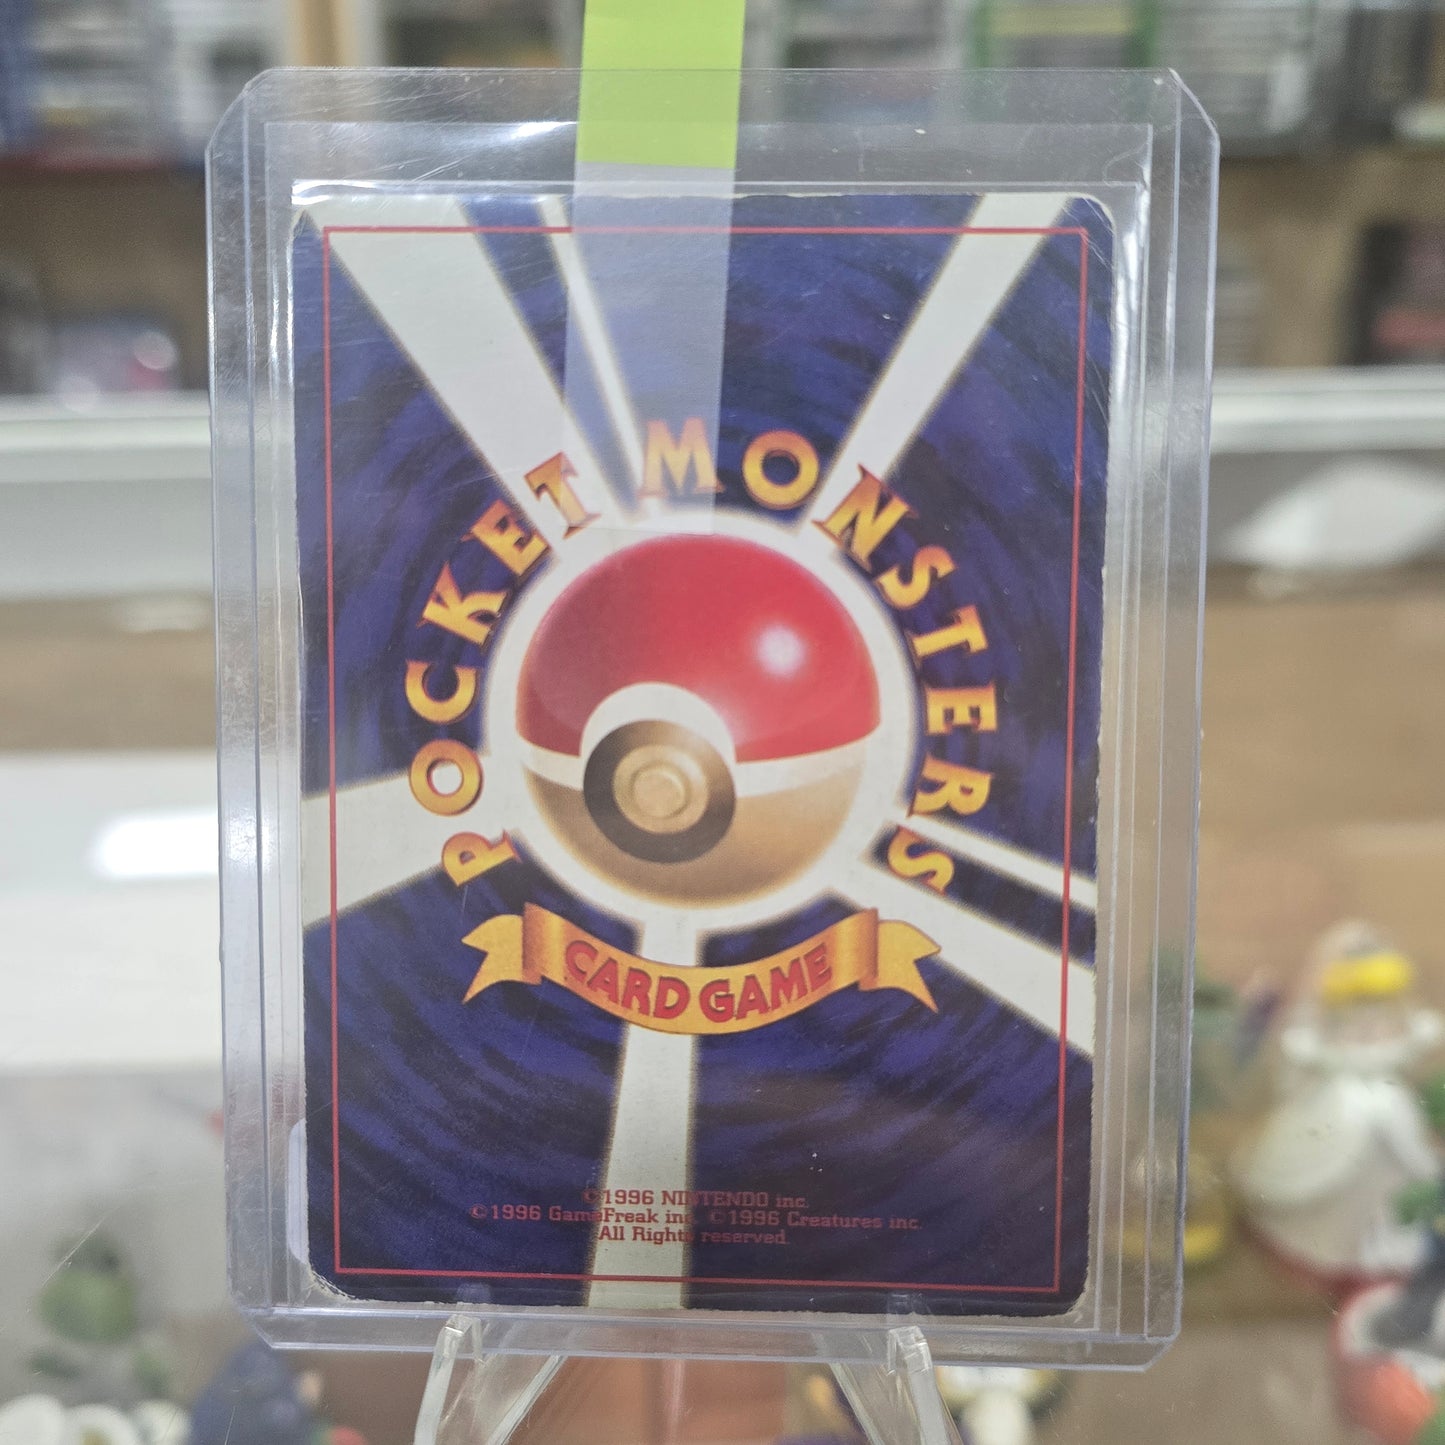 POCKET MONSTERS
CARD GAME
©1996 NINTENDO inc.
©1996 GameFreak inc. ©1996 Creatures inc.
All Rights reserved.